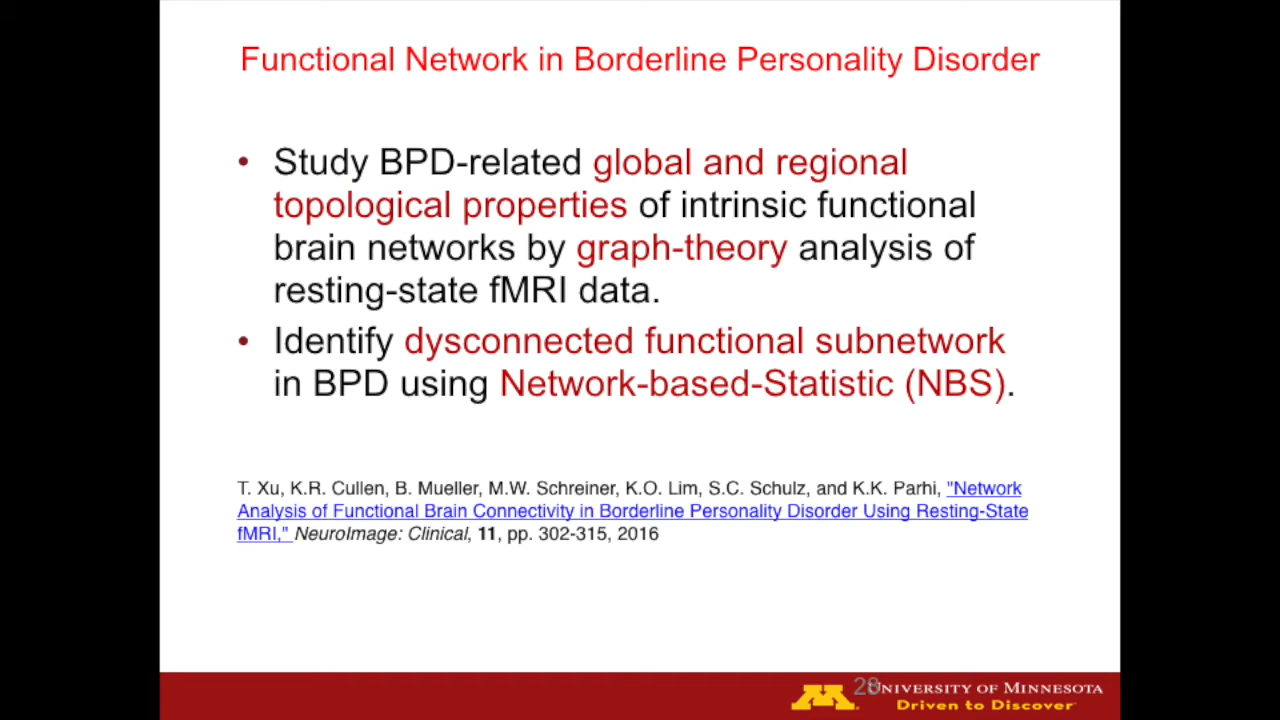 Functional Network in Borderline Personality Disorder
• Study BPD-related global and regional
topological properties of intrinsic functional
brain networks by graph-theory analysis of
resting-state fMRI data.
• Identify dysconnected functional subnetwork
in BPD using Network-based-Statistic (NBS).
T. Xu, K.R. Cullen, B. Mueller, M.W. Schreiner, K.O. Lim, S.C. Schulz, and K.K. Parhi, "Network
Analysis of Functional Brain Connectivity in Borderline Personality Disorder Using Resting-State
fMRI," NeuroImage: Clinical, 11, pp. 302-315, 2016
28
UNIVERSITY OF MINNESOTA
Driven to Discover